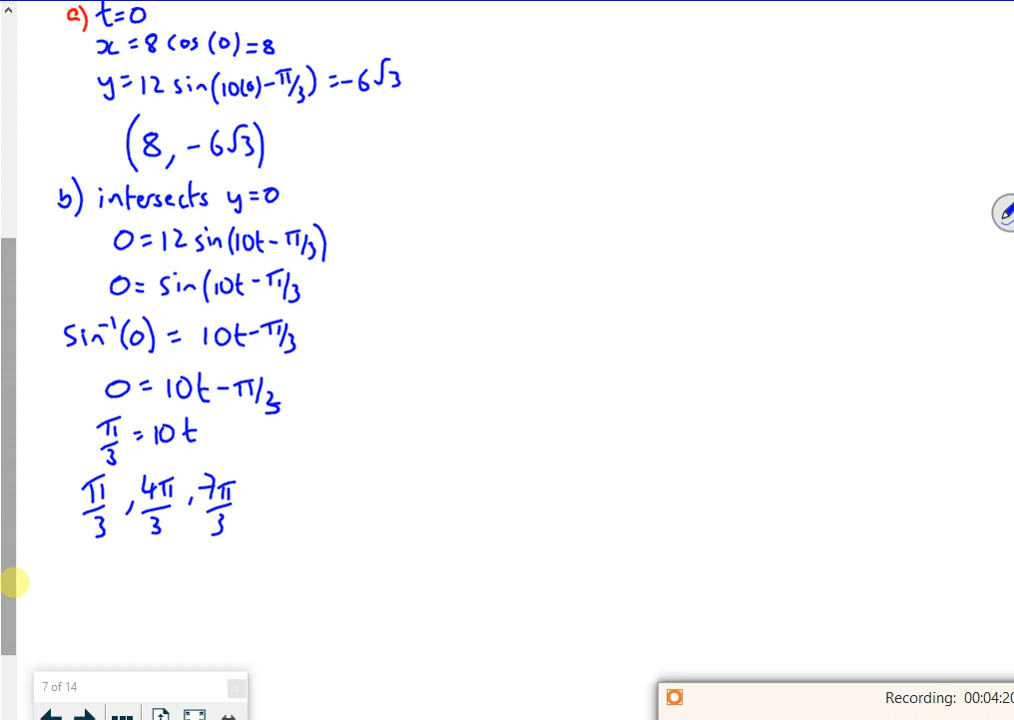 a) t=0
x = 8 cos (0) = 8
y = 12 sin(10(0) - π/3) = -6√3
(8, -6√3)
b) intersects y=0
0 = 12 sin(10t - π/3)
0 = sin(10t - π/3
Sin⁻¹(0) = 10t - π/3
0 = 10t - π/3
π/3 = 10t
π/3, 4π/3, 7π/3
7 of 14
Recording: 00:04:20